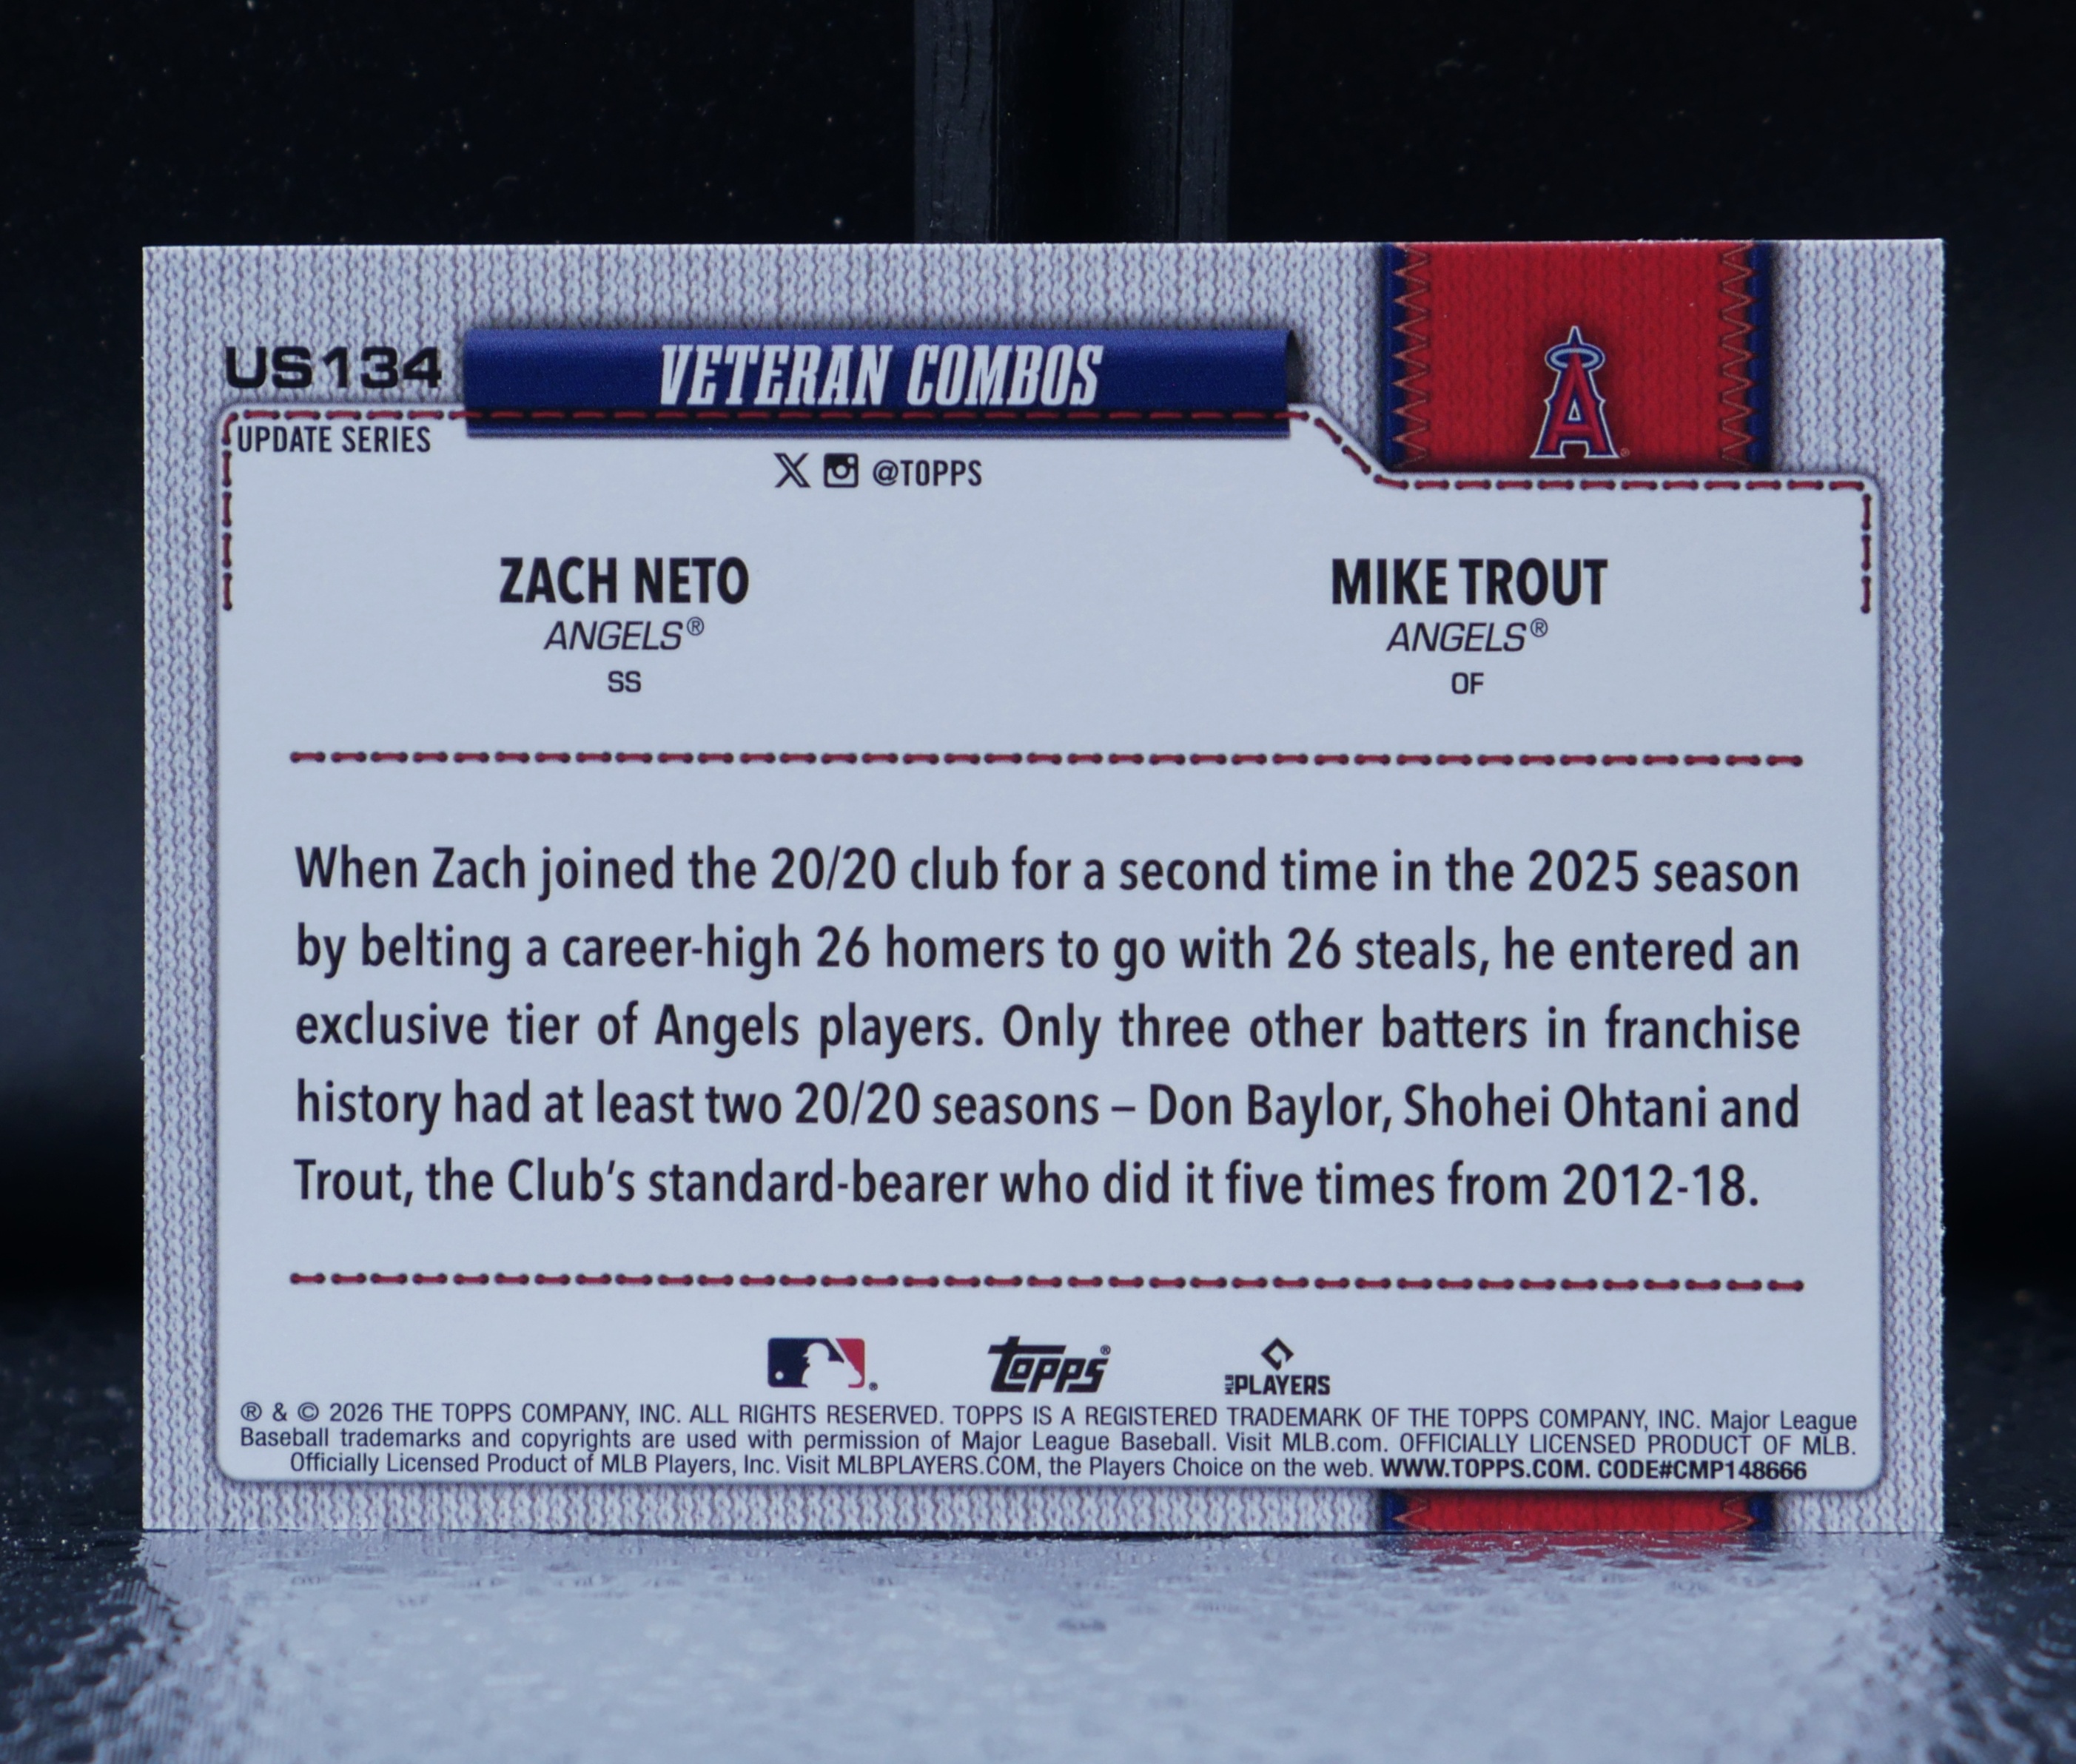 US134
VETERAN COMBOS
UPDATE SERIES
X @TOPPS
ZACH NETO
ANGELS®
SS
MIKE TROUT
ANGELS®
OF
A®
When Zach joined the 20/20 club for a second time in the 2025 season
by belting a career-high 26 homers to go with 26 steals, he entered an
exclusive tier of Angels players. Only three other batters in franchise
history had at least two 20/20 seasons – Don Baylor, Shohei Ohtani and
Trout, the Club’s standard-bearer who did it five times from 2012-18.
®
topps®
MLB PLAYERS
® & © 2026 THE TOPPS COMPANY, INC. ALL RIGHTS RESERVED. TOPPS IS A REGISTERED TRADEMARK OF THE TOPPS COMPANY, INC. Major League
Baseball trademarks and copyrights are used with permission of Major League Baseball. Visit MLB.com. OFFICIALLY LICENSED PRODUCT OF MLB.
Officially Licensed Product of MLB Players, Inc. Visit MLBPLAYERS.COM, the Players Choice on the web. WWW.TOPPS.COM. CODE#CMP148666